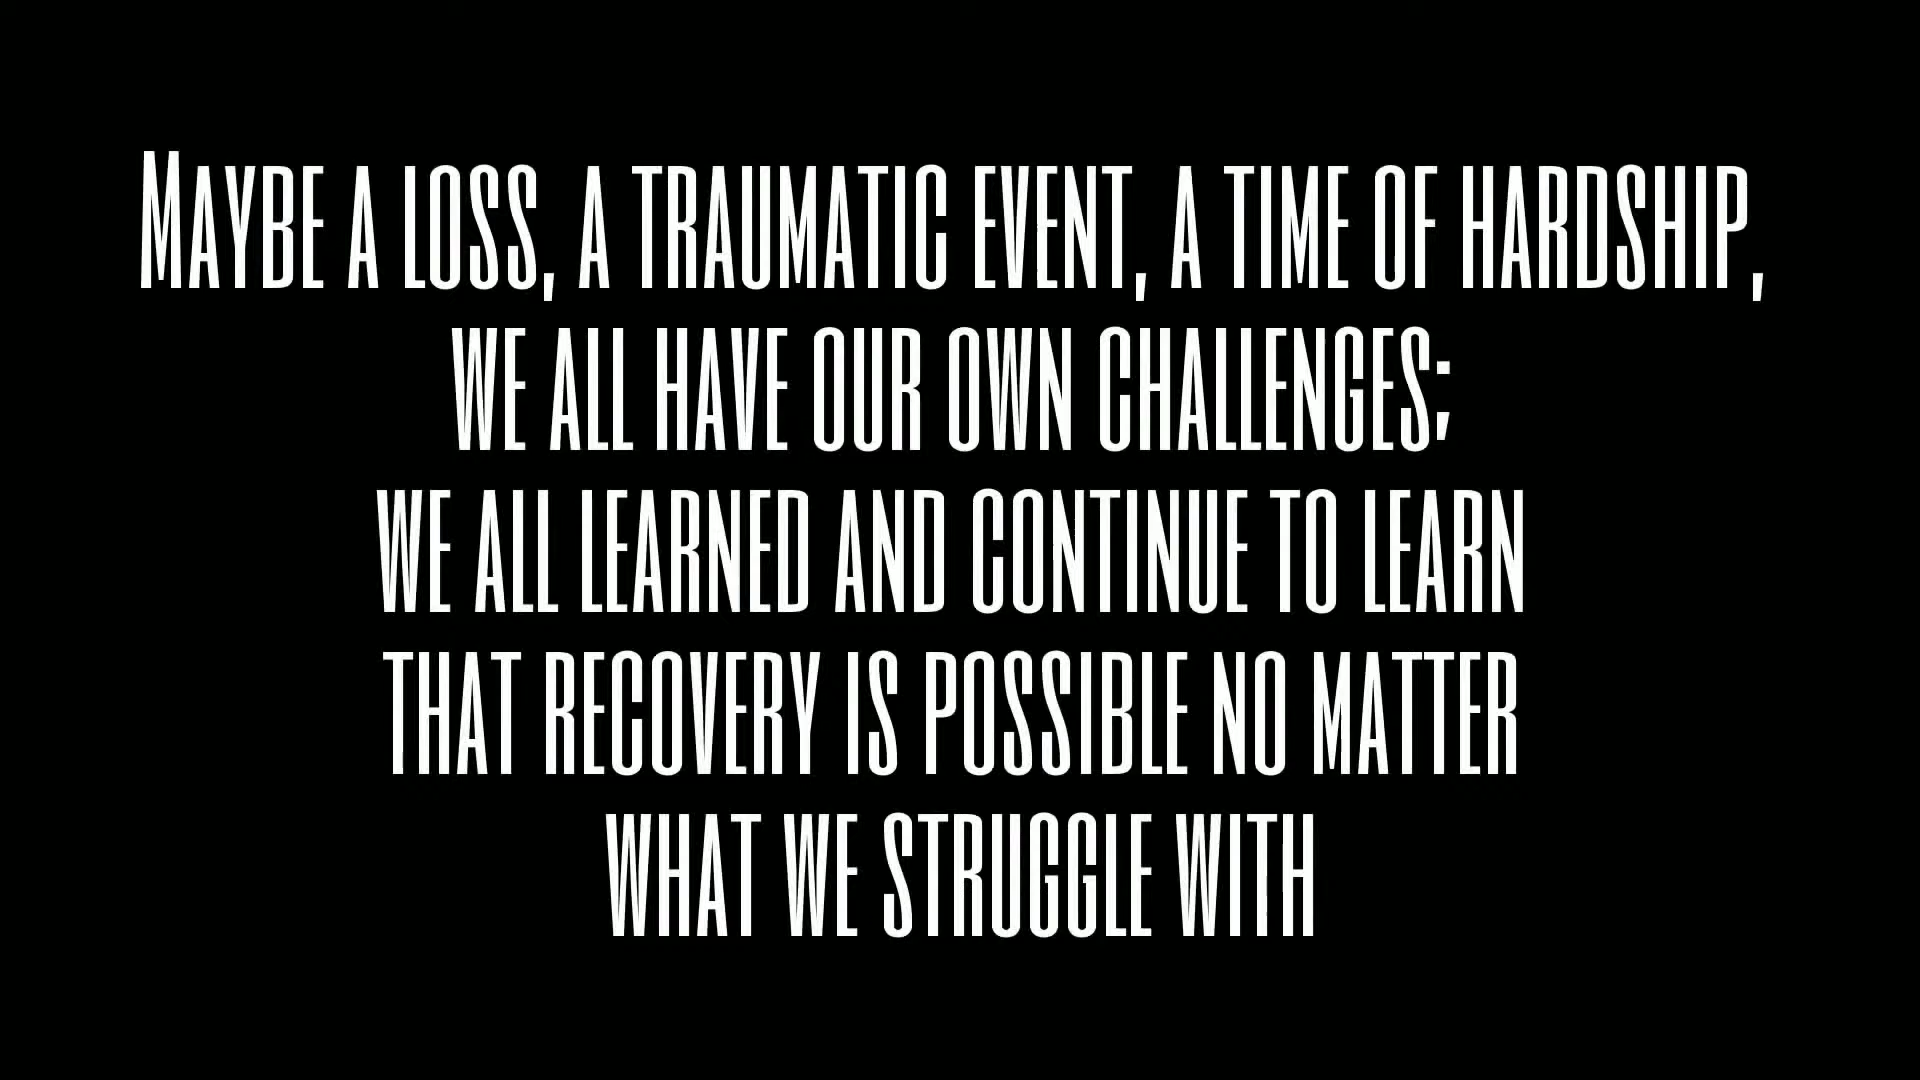 Maybe a loss, a traumatic event, a time of hardship,
we all have our own challenges;
we all learned and continue to learn
that recovery is possible no matter
what we struggle with